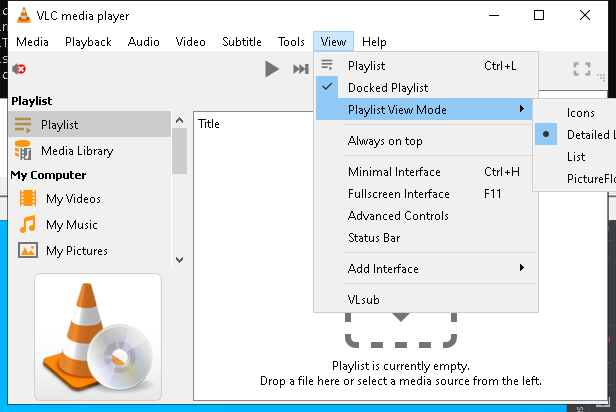 VLC media player
Media Playback Audio Video Subtitle Tools View Help
Playlist
Playlist
Media Library
My Computer
My Videos
My Music
My Pictures
Title
Playlist Ctrl+L
Docked Playlist
Playlist View Mode
Always on top
Minimal Interface Ctrl+H
Fullscreen Interface F11
Advanced Controls
Status Bar
Add Interface
VLsub
Icons
Detailed L
List
PictureFlo
Playlist is currently empty.
Drop a file here or select a media source from the left.